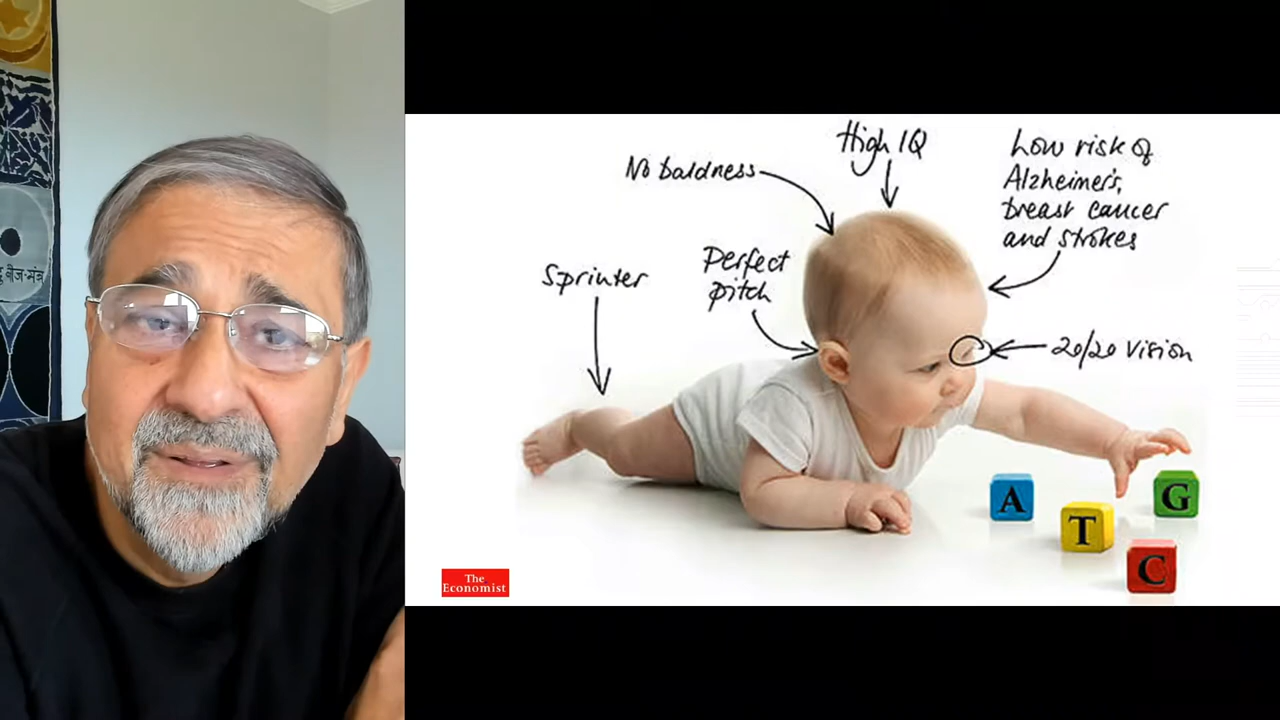 बीज-मंत्र
No baldness
High IQ
Low risk of
Alzheimer's,
breast cancer
and strokes
Sprinter
Perfect
pitch
20/20 vision
A
T
G
C
The
Economist